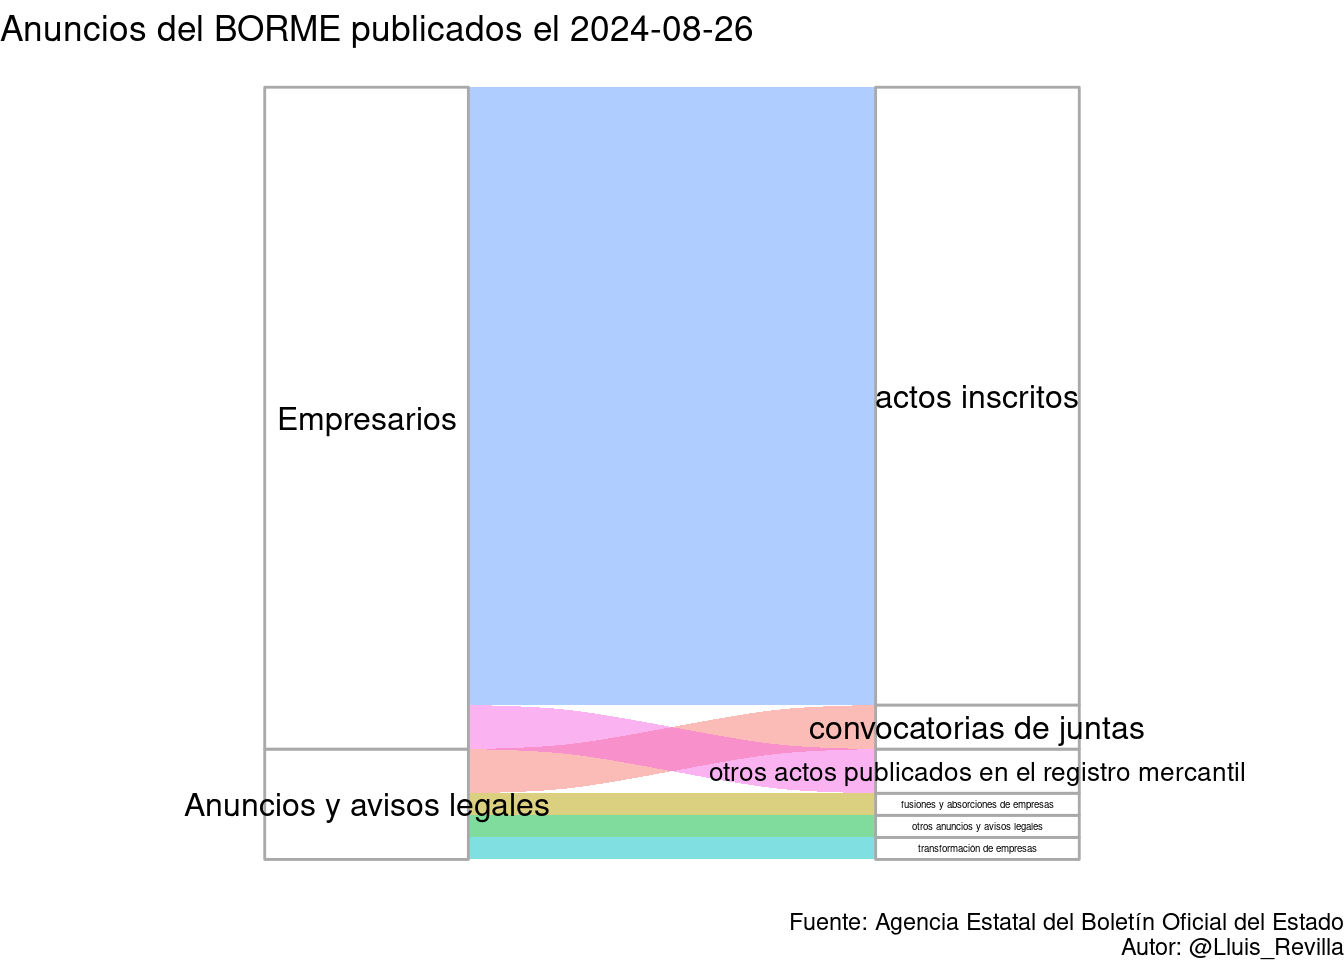 Anuncios del BORME publicados el 2024-08-26
Empresarios
actos inscritos
convocatorias de juntas
otros actos publicados en el registro mercantil
Anuncios y avisos legales
fusiones y absorciones de empresas
otros anuncios y avisos legales
transformación de empresas
Fuente: Agencia Estatal del Boletín Oficial del Estado
Autor: @Lluis_Revilla